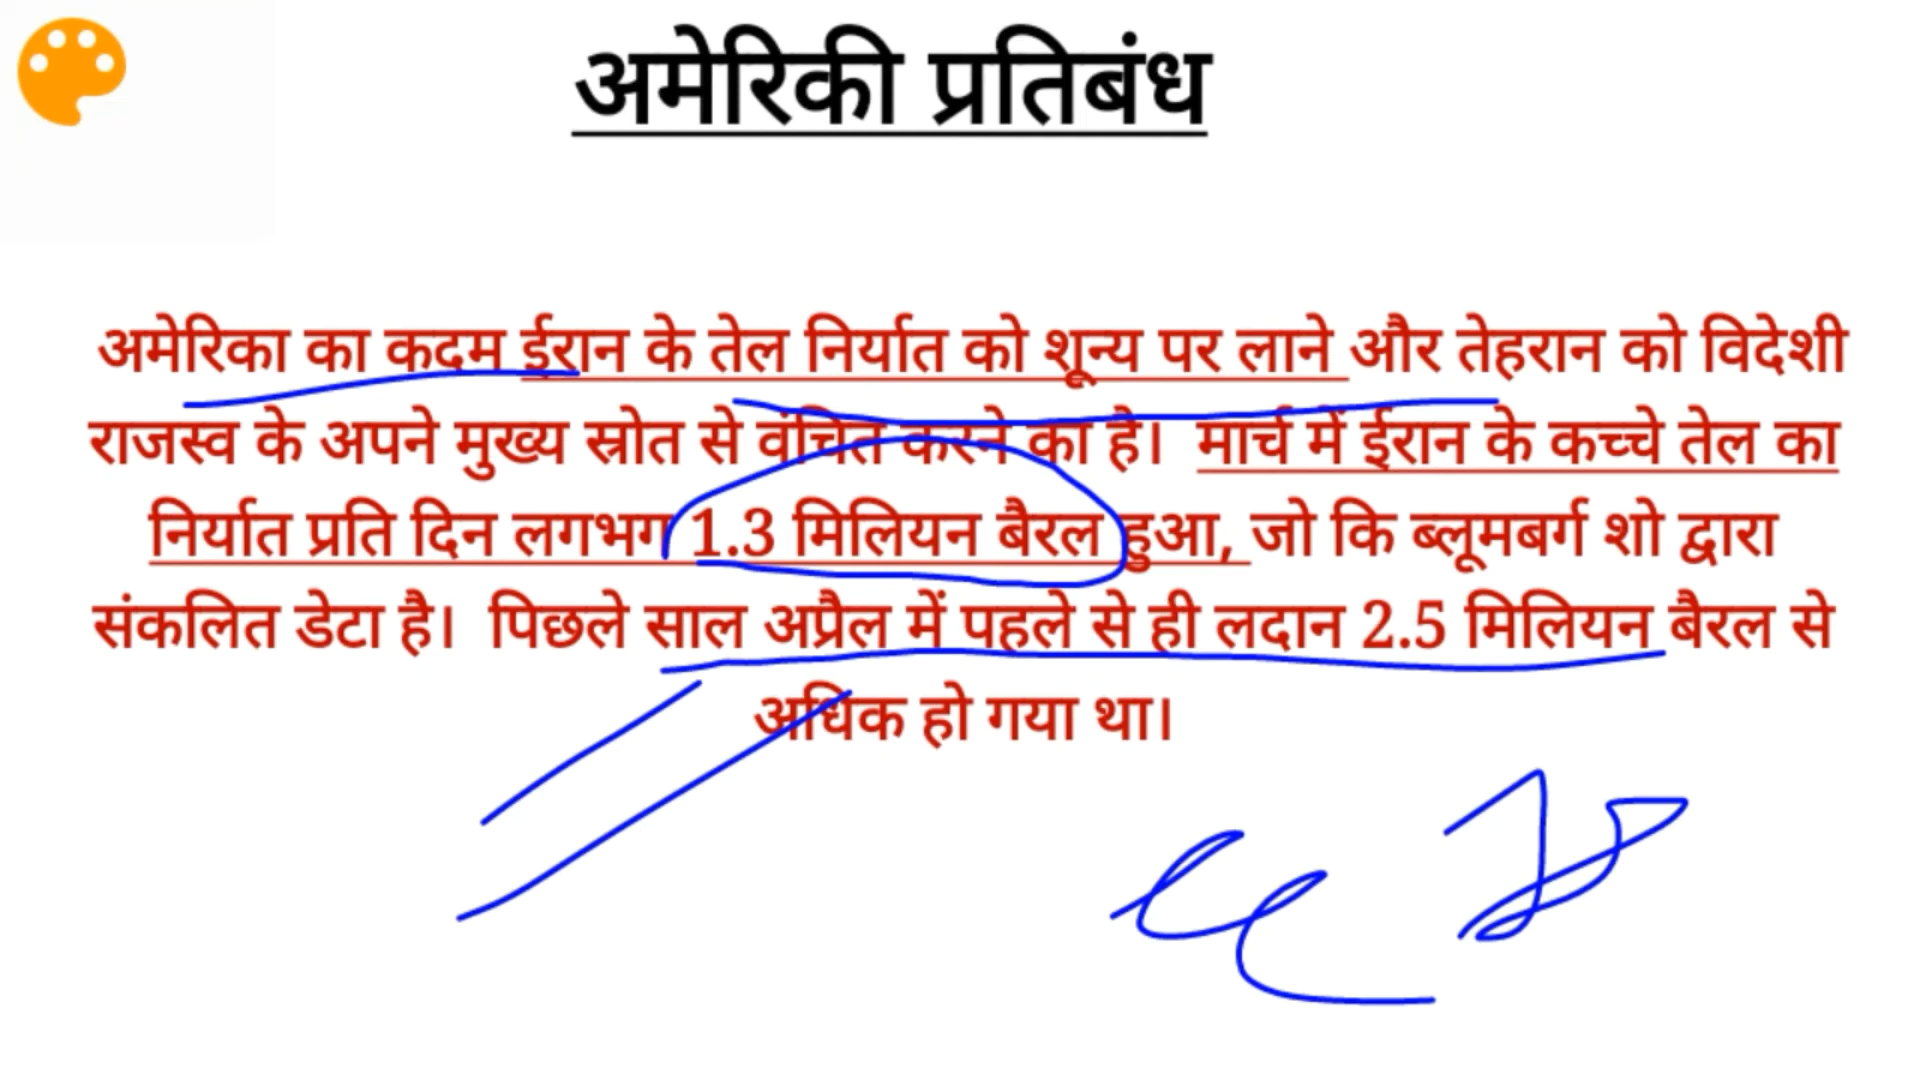 अमेरिकी प्रतिबंध
अमेरिका का कदम ईरान के तेल निर्यात को शून्य पर लाने और तेहरान को विदेशी
राजस्व के अपने मुख्य स्रोत से वंचित करने का है। मार्च में ईरान के कच्चे तेल का
निर्यात प्रति दिन लगभग 1.3 मिलियन बैरल हुआ, जो कि ब्लूमबर्ग शो द्वारा
संकलित डेटा है। पिछले साल अप्रैल में पहले से ही लदान 2.5 मिलियन बैरल से
अधिक हो गया था।